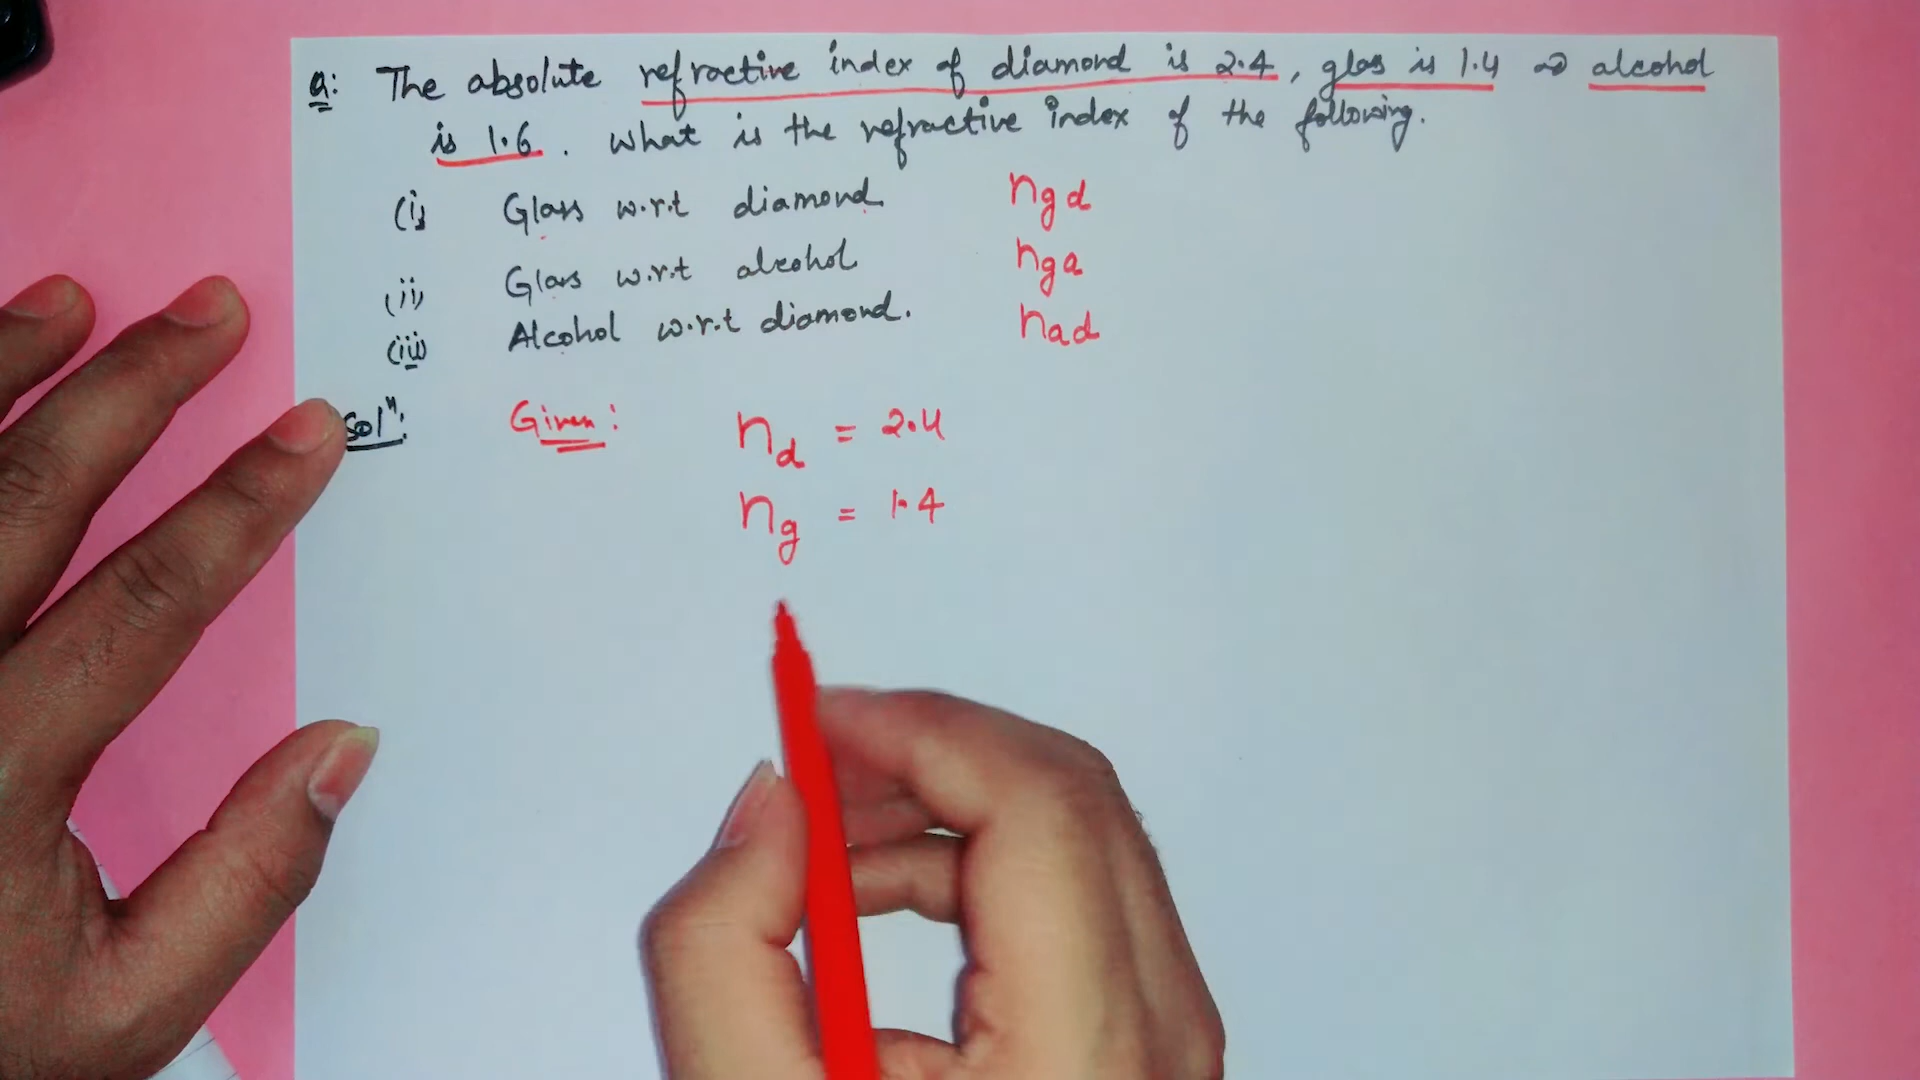 Q: The absolute refractive index of diamond is 2.4, glas is 1.4 alcohol
is 1.6. What is the refractive index of the following.
(i) Glass w.r.t diamond ngd
(ii) Glass w.r.t alcohol nga
(iii) Alcohol w.r.t diamond. nad
Solⁿ: Given: nd = 2.4
ng = 1.4